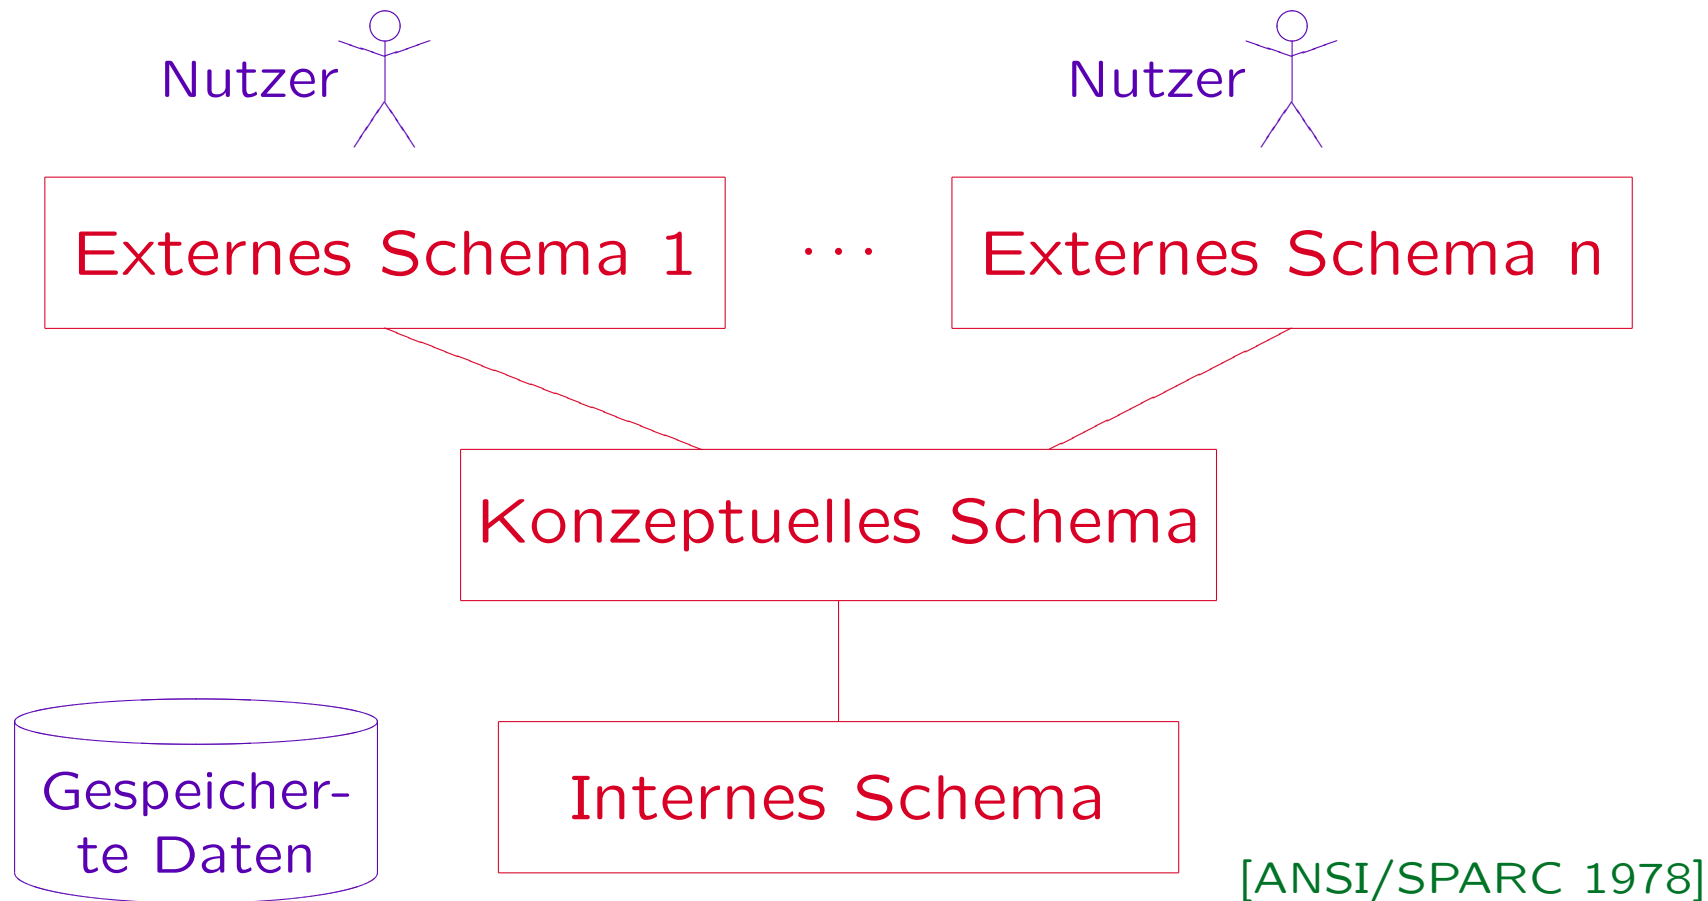 Nutzer
Nutzer
Externes Schema 1
· · ·
Externes Schema n
Konzeptuelles Schema
Gespeicher-
te Daten
Internes Schema
[ANSI/SPARC 1978]